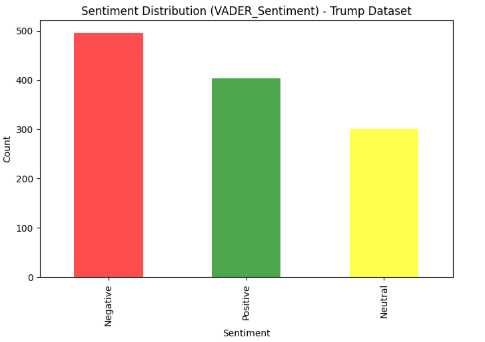 Sentiment Distribution (VADER_Sentiment) - Trump Dataset
500
400
300
200
100
0
Count
Negative
Positive
Neutral
Sentiment